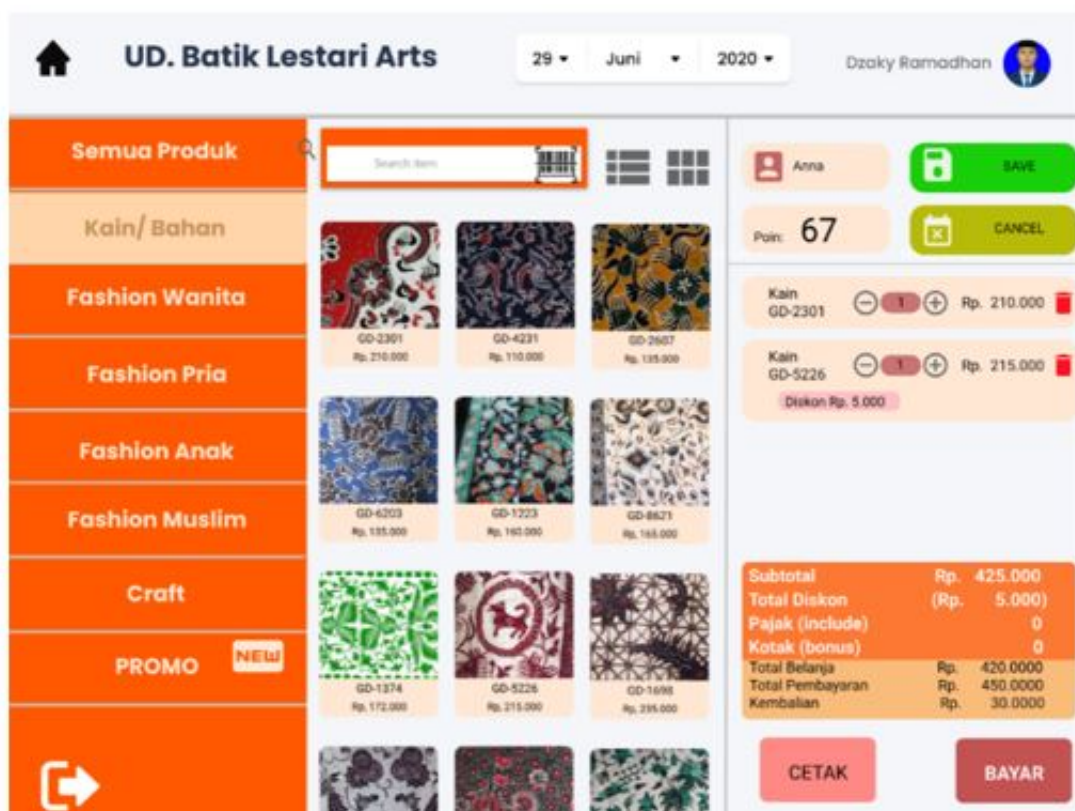 UD. Batik Lestari Arts
29
Juni
2020
Dzaky Ramadhan
Semua Produk
Kain/ Bahan
Fashion Wanita
Fashion Pria
Fashion Anak
Fashion Muslim
Craft
PROMO NEW
Search item
GD-2301
Rp, 210.000
GD-4231
Rp, 110.000
GD-2607
Rp, 135.000
GD-6203
Rp, 135.000
GD-1223
Rp, 160.000
GD-8621
Rp, 165.000
GD-1374
Rp, 172.000
GD-5226
Rp, 215.000
GD-1698
Rp, 235.000
Anna
SAVE
Poin: 67
CANCEL
Kain
GD-2301
1
Rp. 210.000
Kain
GD-5226
1
Rp. 215.000
Diskon Rp. 5.000
Subtotal Rp. 425.000
Total Diskon (Rp. 5.000)
Pajak (include) 0
Kotak (bonus) 0
Total Belanja Rp. 420.0000
Total Pembayaran Rp. 450.0000
Kembalian Rp. 30.0000
CETAK
BAYAR